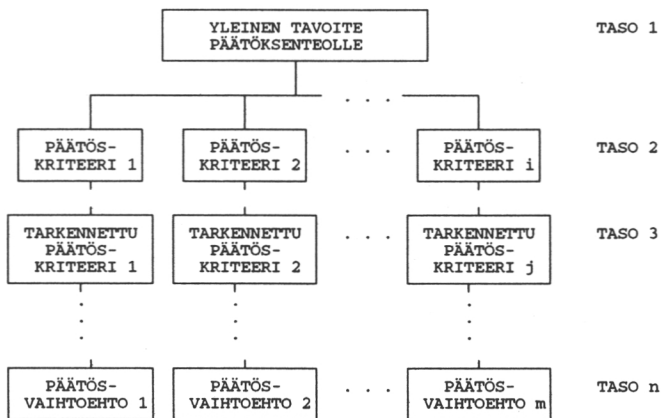 YLEINEN TAVOITE
PÄÄTÖKSENTEOLLE
TASO 1
. . .
PÄÄTÖS-
KRITEERI 1
PÄÄTÖS-
KRITEERI 2
. . .
PÄÄTÖS-
KRITEERI i
TASO 2
TARKENNETTU
PÄÄTÖS-
KRITEERI 1
TARKENNETTU
PÄÄTÖS-
KRITEERI 2
. . .
TARKENNETTU
PÄÄTÖS-
KRITEERI j
TASO 3
PÄÄTÖS-
VAIHTOEHTO 1
PÄÄTÖS-
VAIHTOEHTO 2
. . .
PÄÄTÖS-
VAIHTOEHTO m
TASO n